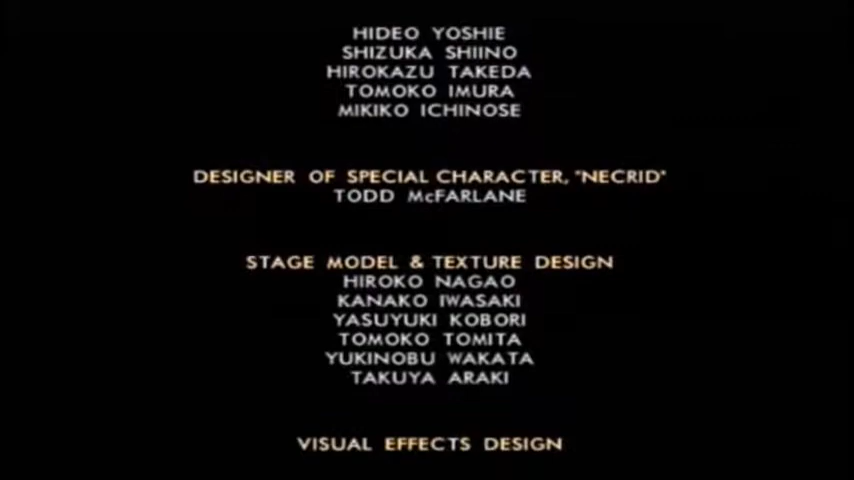 HIDEO YOSHIE
SHIZUKA SHIINO
HIROKAZU TAKEDA
TOMOKO IMURA
MIKIKO ICHINOSE
DESIGNER OF SPECIAL CHARACTER, "NECRID"
TODD McFARLANE
STAGE MODEL & TEXTURE DESIGN
HIROKO NAGAO
KANAKO IWASAKI
YASUYUKI KOBORI
TOMOKO TOMITA
YUKINOBU WAKATA
TAKUYA ARAKI
VISUAL EFFECTS DESIGN